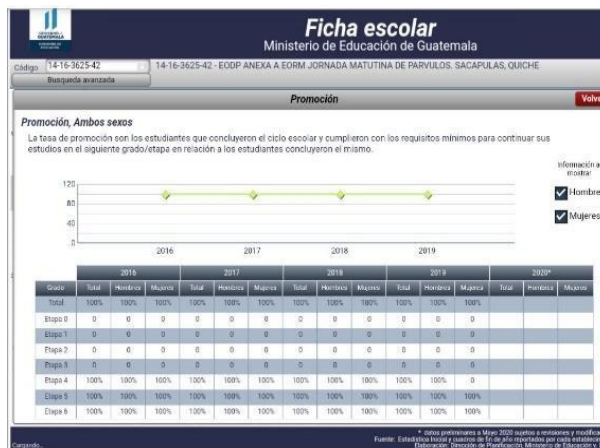 GUATEMALA
Ficha escolar
Ministerio de Educación de Guatemala
Código 14-16-3625-42 14-16-3625-42 - EODP ANEXA A EORM JORNADA MATUTINA DE PARVULOS. SACAPULAS, QUICHE
Busqueda avanzada
Promoción Volve
Promoción, Ambos sexos
La tasa de promoción son los estudiantes que concluyeron el ciclo escolar y cumplieron con los requisitos mínimos para continuar sus
estudios en el siguiente grado/etapa en relación a los estudiantes concluyeron el mismo.
Información a
mostrar
Hombre
Mujeres
120
80
40
0
2016 2017 2018 2019
2016 2017 2018 2019 2020*
Grado Total Hombres Mujeres Total Hombres Mujeres Total Hombres Mujeres Total Hombres Mujeres Total Hombres Mujeres
Total 100% 100% 100% 100% 100% 100% 100% 100% 100% 100% 100% 100%
Etapa 0 0 0 0 0 0 0 0 0 0 0 0 0
Etapa 1 0 0 0 0 0 0 0 0 0 0 0 0
Etapa 2 0 0 0 0 0 0 0 0 0 0 0 0
Etapa 3 0 0 0 0 0 0 0 0 0 0 0 0
Etapa 4 100% 100% 100% 100% 100% 100% 100% 100% 100% 100% 100% 0
Etapa 5 100% 100% 100% 100% 100% 100% 100% 100% 100% 100% 100% 100%
Etapa 6 100% 100% 100% 100% 100% 100% 100% 100% 100% 100% 100% 100%
* datos preliminares a Mayo 2020 sujetos a revisiones y modifica
Fuente: Estadística Inicial y cuadros de fin de año reportados por cada estableci
Elaboración: Dirección de Planificación, Ministerio de Educación y
Cargando..